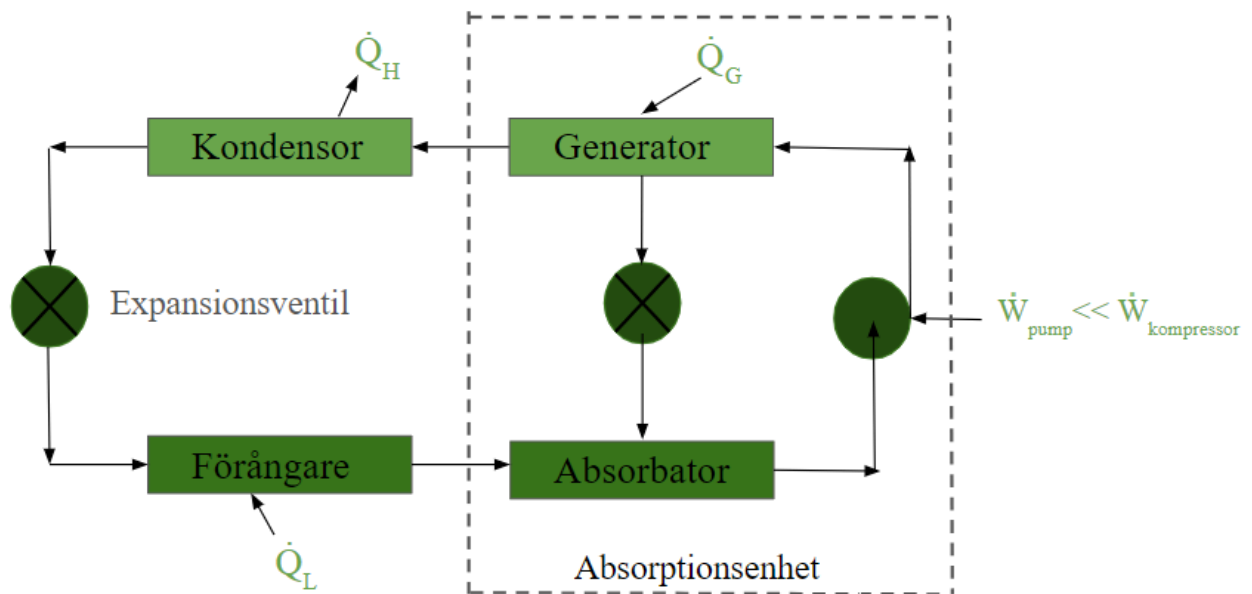 Q̇H
Q̇G
Kondensor
Generator
Expansionsventil
Ẇpump<< Ẇkompressor
Förångare
Absorbator
Q̇L
Absorptionsenhet